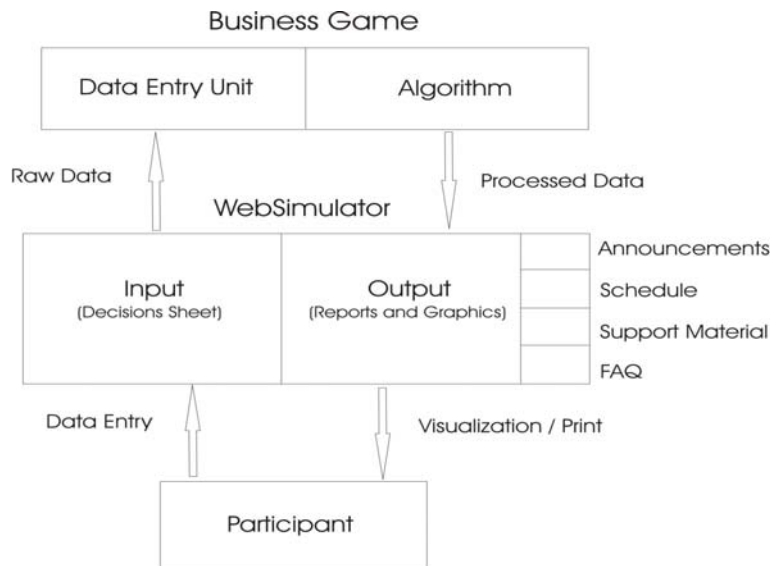 Business Game
Data Entry Unit
Algorithm
Raw Data
Processed Data
WebSimulator
Input
(Decisions Sheet)
Output
(Reports and Graphics)
Announcements
Schedule
Support Material
FAQ
Data Entry
Visualization / Print
Participant